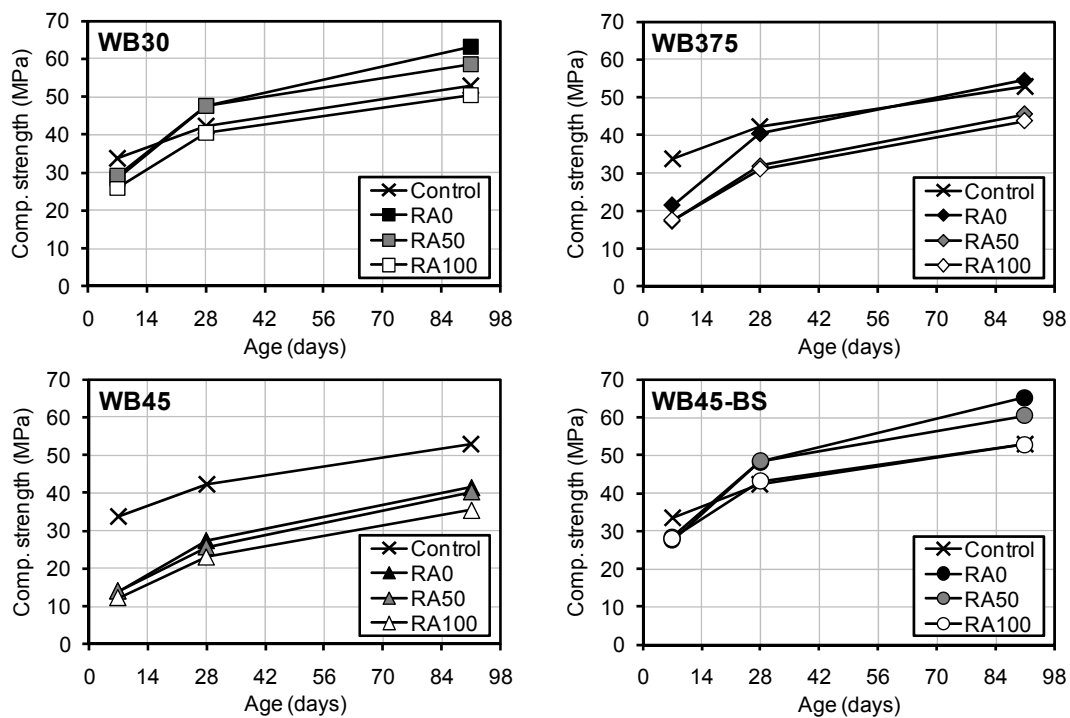 WB30
Comp. strength (MPa)
70
60
50
40
30
20
10
0
Control
RA0
RA50
RA100
0 14 28 42 56 70 84 98
Age (days)
WB375
Comp. strength (MPa)
70
60
50
40
30
20
10
0
Control
RA0
RA50
RA100
0 14 28 42 56 70 84 98
Age (days)
WB45
Comp. strength (MPa)
70
60
50
40
30
20
10
0
Control
RA0
RA50
RA100
0 14 28 42 56 70 84 98
Age (days)
WB45-BS
Comp. strength (MPa)
70
60
50
40
30
20
10
0
Control
RA0
RA50
RA100
0 14 28 42 56 70 84 98
Age (days)